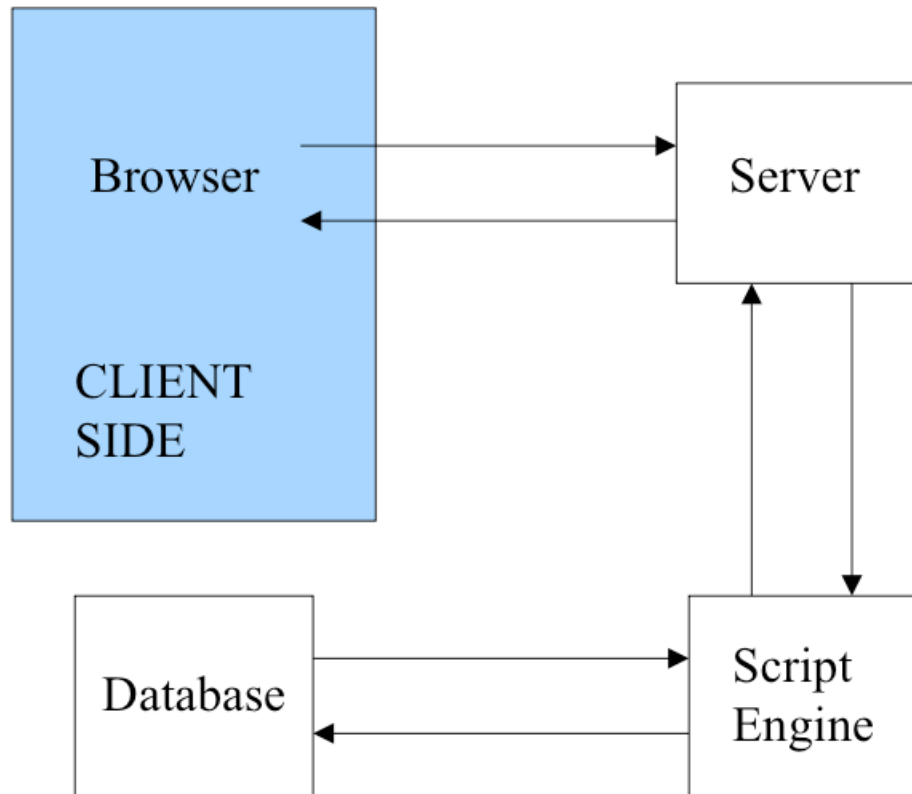 Browser
Server
CLIENT
SIDE
Database
Script
Engine